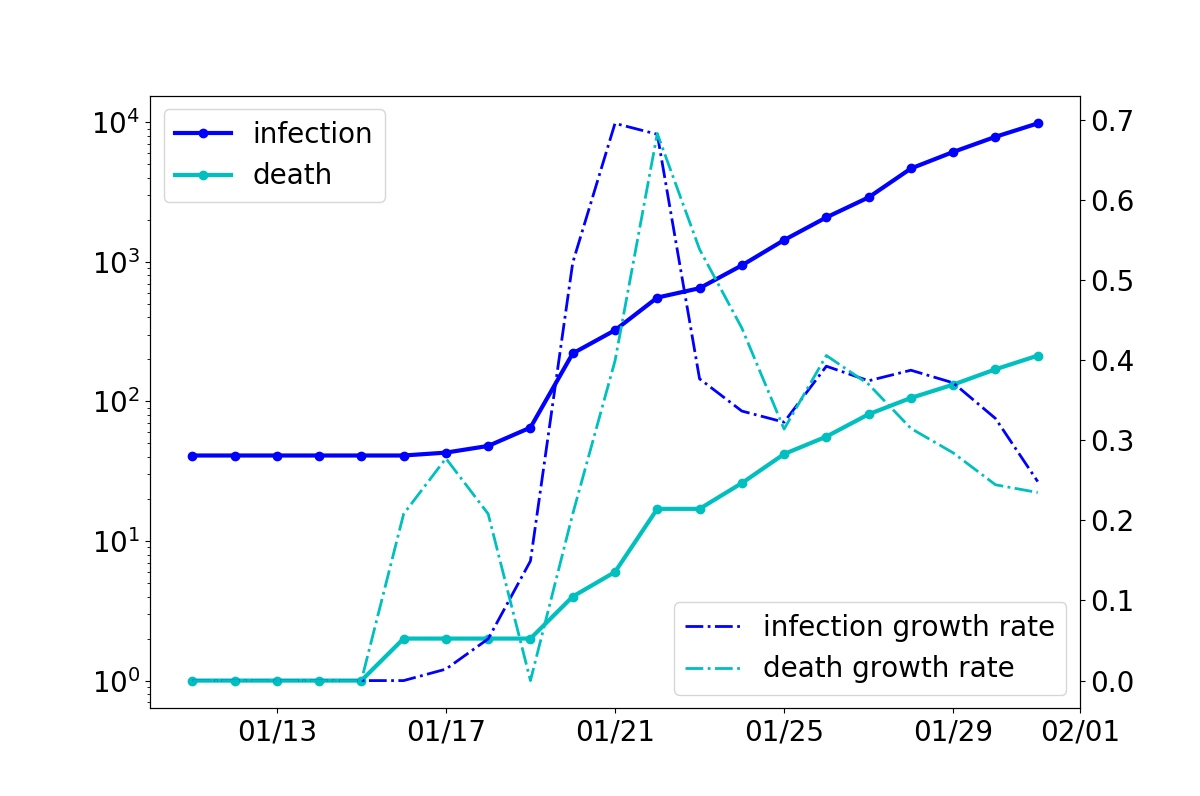 infection
death
10^4
10^3
10^2
10^1
10^0
0.7
0.6
0.5
0.4
0.3
0.2
0.1
0.0
infection growth rate
death growth rate
01/13 01/17 01/21 01/25 01/29 02/01